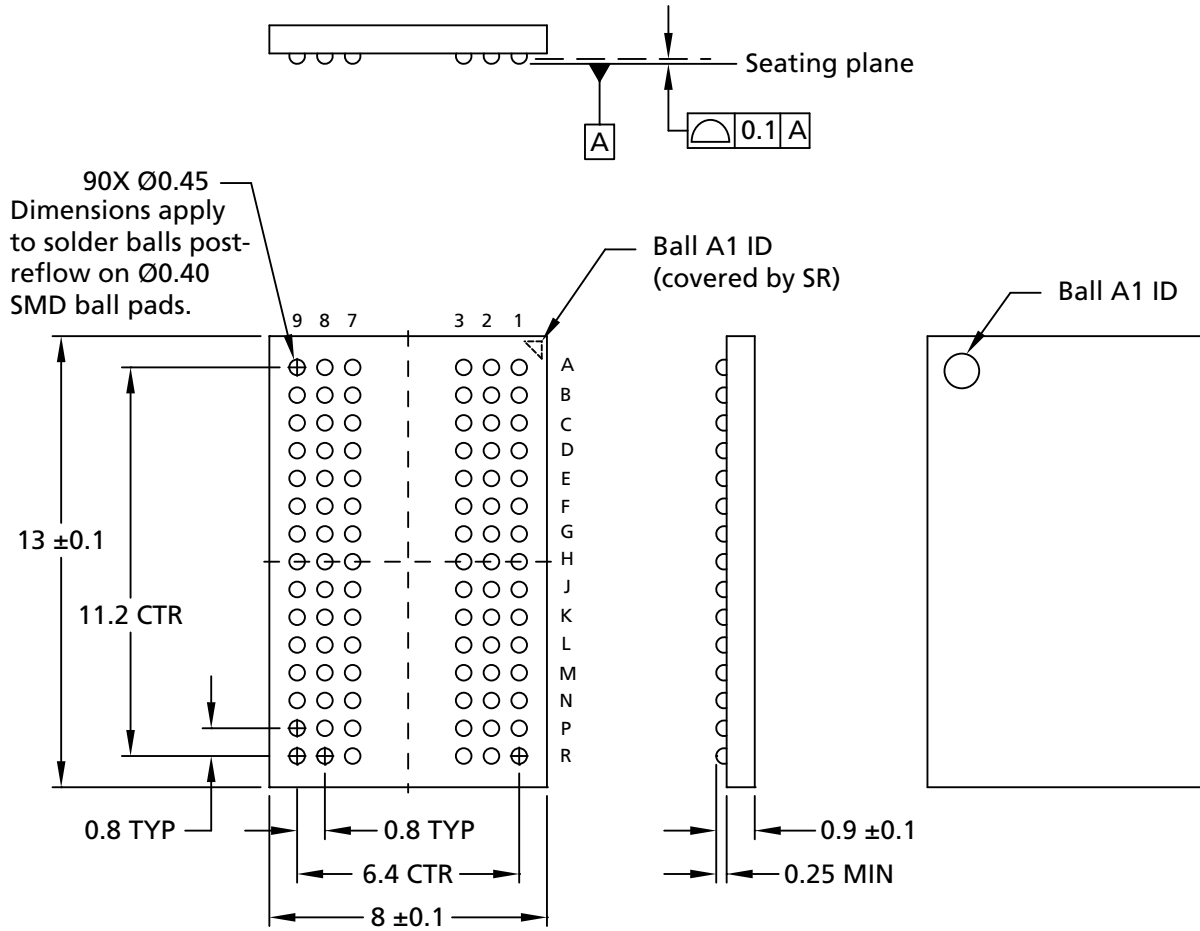 Seating plane
0.1 A
A
90X Ø0.45
Dimensions apply
to solder balls post-
reflow on Ø0.40
SMD ball pads.
Ball A1 ID
(covered by SR)
Ball A1 ID
9 8 7 3 2 1
A
B
C
D
E
F
G
H
J
K
L
M
N
P
R
13 ±0.1
11.2 CTR
0.8 TYP
0.8 TYP
6.4 CTR
8 ±0.1
0.9 ±0.1
0.25 MIN